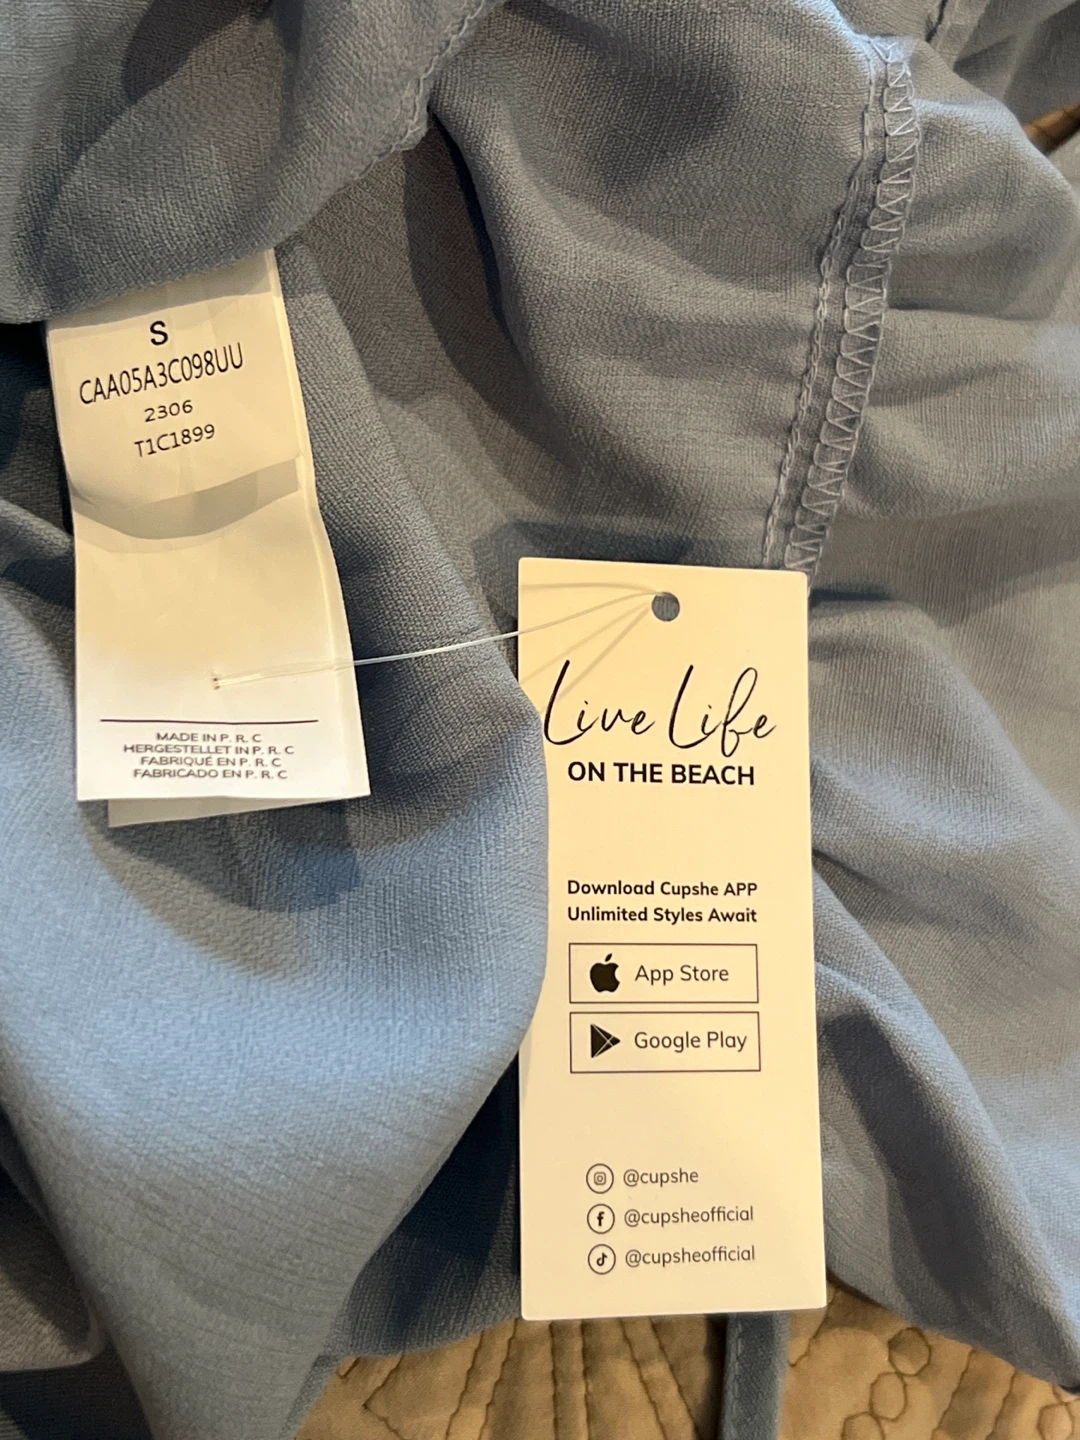 S
CAA05A3C098UU
2306
T1C1899
MADE IN P. R. C
HERGESTELLET IN P. R. C
FABRIQUÉ EN P. R. C
FABRICADO EN P. R. C
Live Life
ON THE BEACH
Download Cupshe APP
Unlimited Styles Await
App Store
Google Play
@cupshe
@cupsheofficial
@cupsheofficial